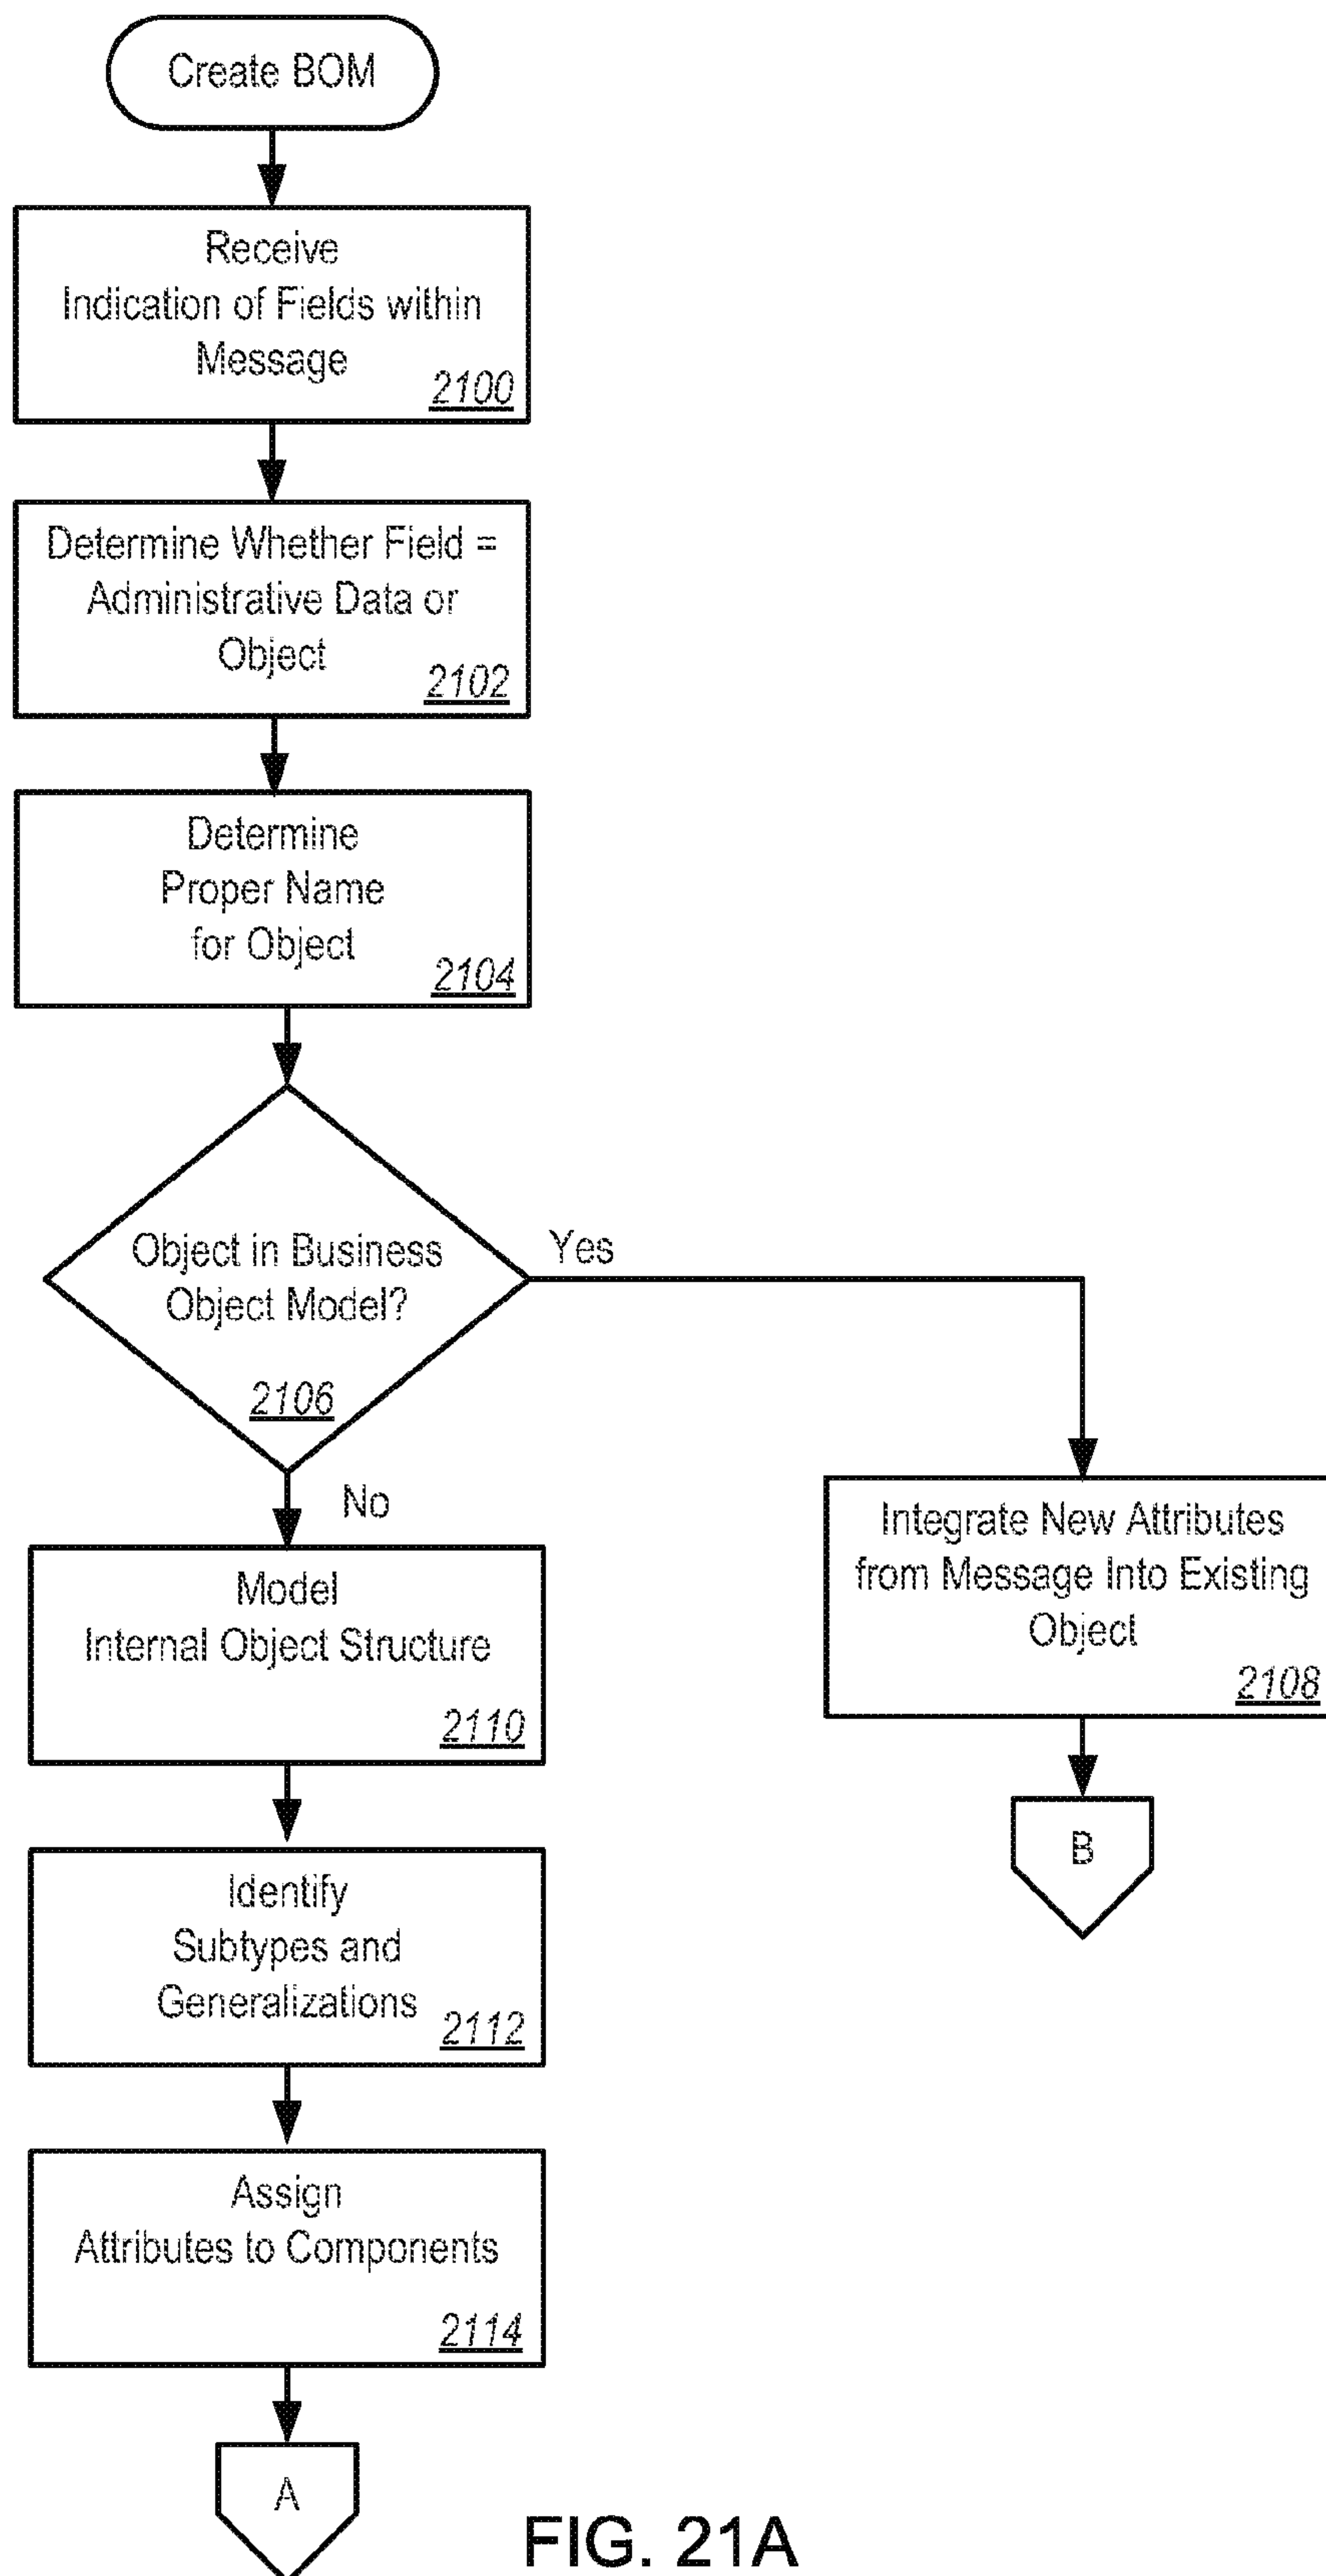 Create BOM
Receive
Indication of Fields within
Message
2100
Determine Whether Field =
Administrative Data or
Object
2102
Determine
Proper Name
for Object
2104
Object in Business
Object Model?
2106
Yes
No
Integrate New Attributes
from Message Into Existing
Object
2108
B
Model
Internal Object Structure
2110
Identify
Subtypes and
Generalizations
2112
Assign
Attributes to Components
2114
A
FIG. 21A